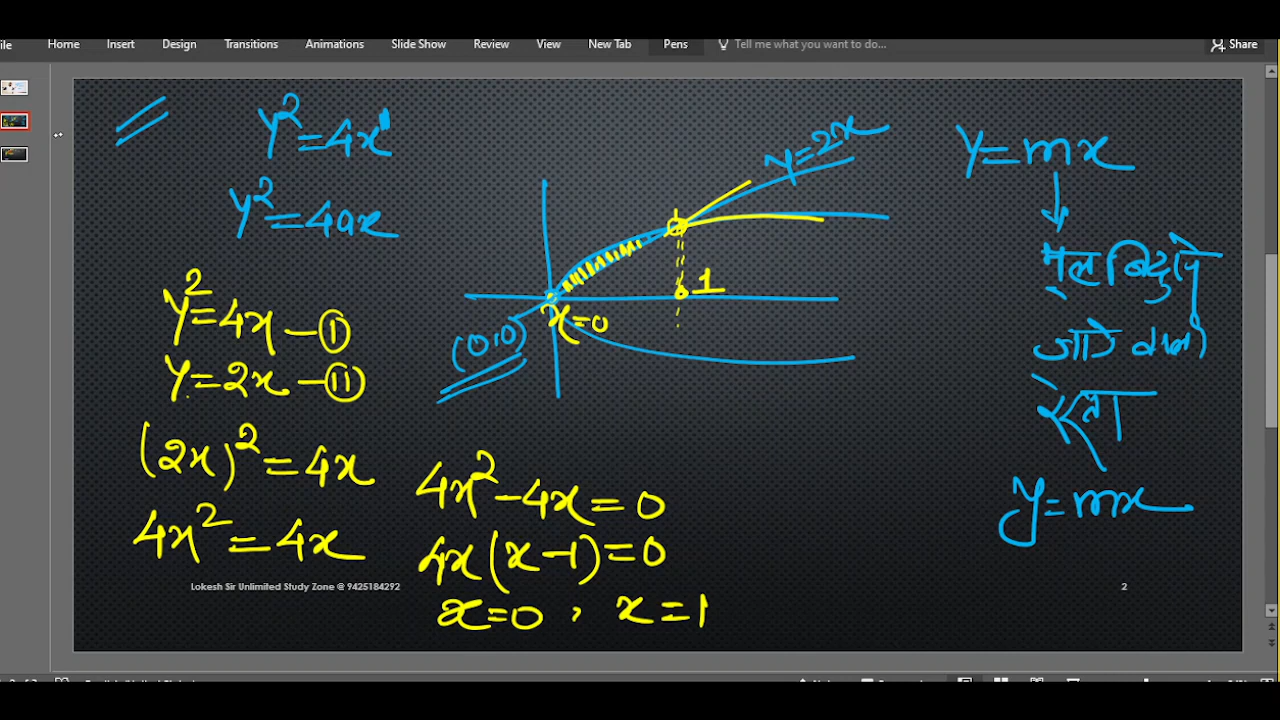 ile Home Insert Design Transitions Animations Slide Show Review View New Tab Pens Tell me what you want to do... Share
y²=4x
y²=4ax
y²=4x —①
y=2x —⑪
(2x)²=4x
4x²=4x
4x²-4x=0
4x(x-1)=0
x=0 , x=1
y=2x
1
x=0
(0,0)
y=mx
मूल बिंदु से
जाने वाली
रेखा
y=mx
Lokesh Sir Unlimited Study Zone @ 9425184292
2